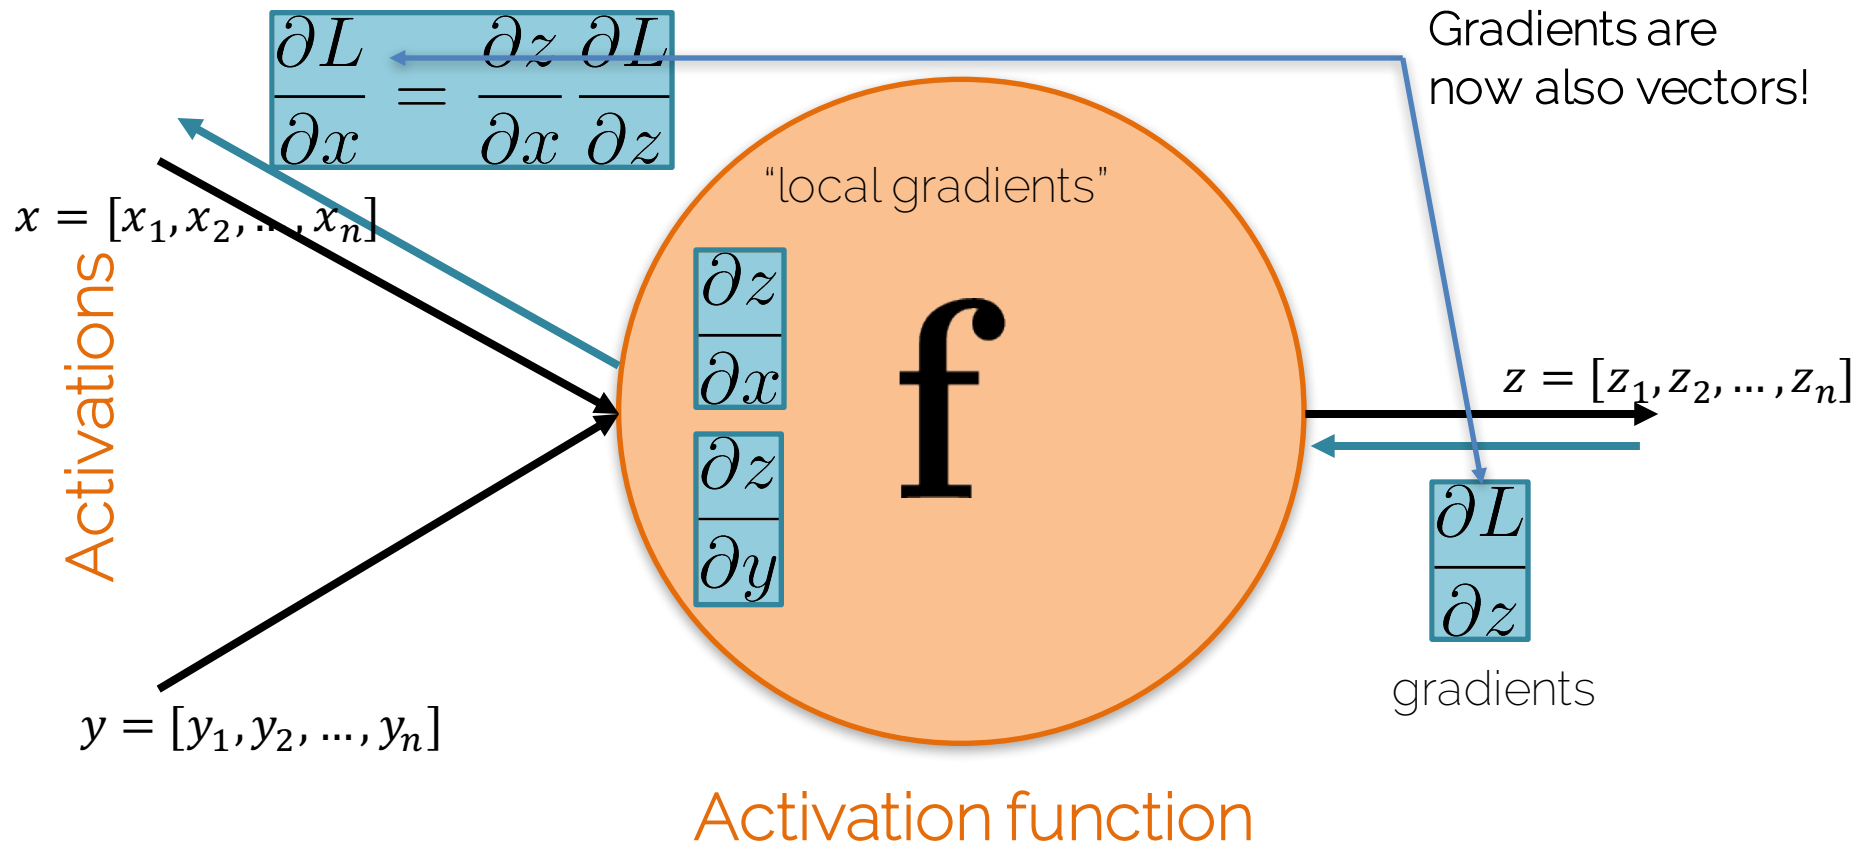 ∂L/∂x = ∂z/∂x ∂L/∂z
Gradients are
now also vectors!
“local gradients”
x = [x₁, x₂, … , xₙ]
Activations
∂z/∂x
f
z = [z₁, z₂, … , zₙ]
∂z/∂y
∂L/∂z
gradients
y = [y₁, y₂, … , yₙ]
Activation function